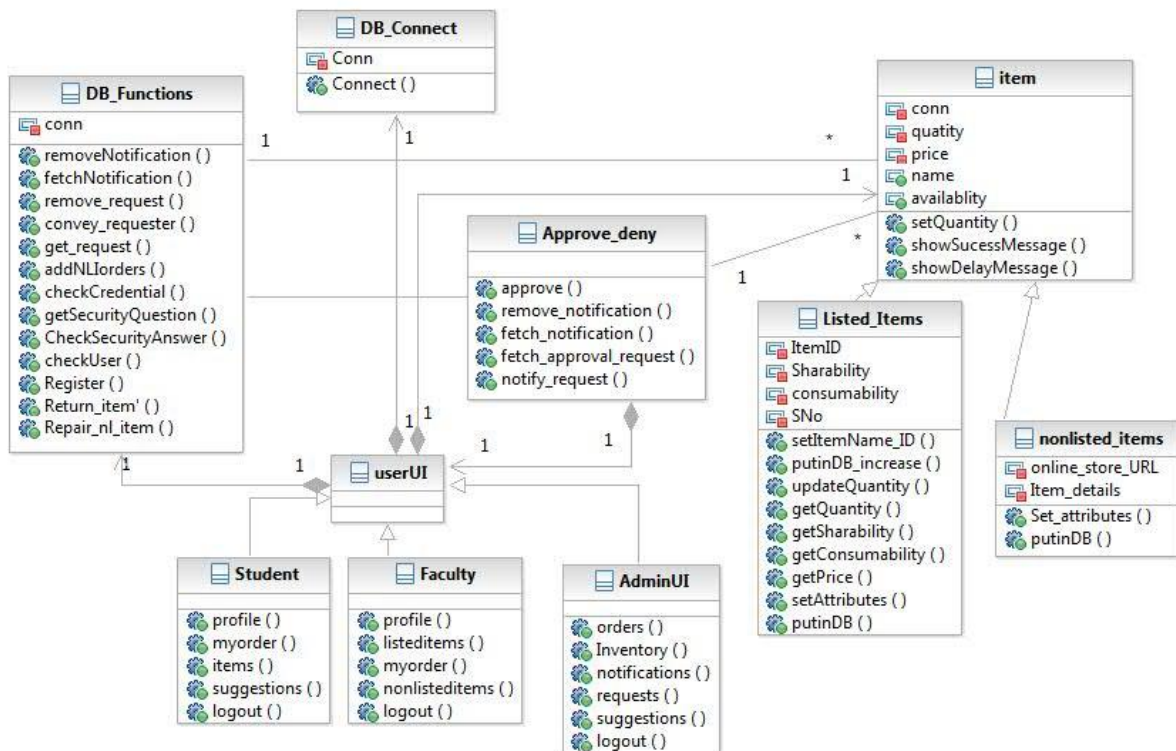 DB_Connect
Conn
Connect ( )
DB_Functions
conn
removeNotification ( )
fetchNotification ( )
remove_request ( )
convey_requester ( )
get_request ( )
addNLIorders ( )
checkCredential ( )
getSecurityQuestion ( )
CheckSecurityAnswer ( )
checkUser ( )
Register ( )
Return_item' ( )
Repair_nl_item ( )
item
conn
quatity
price
name
availablity
setQuantity ( )
showSucessMessage ( )
showDelayMessage ( )
1
1
*
1
*
1
Approve_deny
approve ( )
remove_notification ( )
fetch_notification ( )
fetch_approval_request ( )
notify_request ( )
Listed_Items
ItemID
Sharability
consumability
SNo
setItemName_ID ( )
putinDB_increase ( )
updateQuantity ( )
getQuantity ( )
getSharability ( )
getConsumability ( )
getPrice ( )
setAttributes ( )
putinDB ( )
nonlisted_items
online_store_URL
Item_details
Set_attributes ( )
putinDB ( )
1
1
1
1
1
1
userUI
Student
profile ( )
myorder ( )
items ( )
suggestions ( )
logout ( )
Faculty
profile ( )
listeditems ( )
myorder ( )
nonlisteditems ( )
logout ( )
AdminUI
orders ( )
Inventory ( )
notifications ( )
requests ( )
suggestions ( )
logout ( )